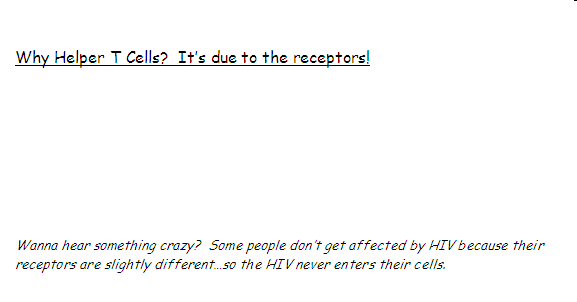 Why Helper T Cells?  It's due to the receptors!
Wanna hear something crazy?  Some people don't get affected by HIV because their
receptors are slightly different...so the HIV never enters their cells.